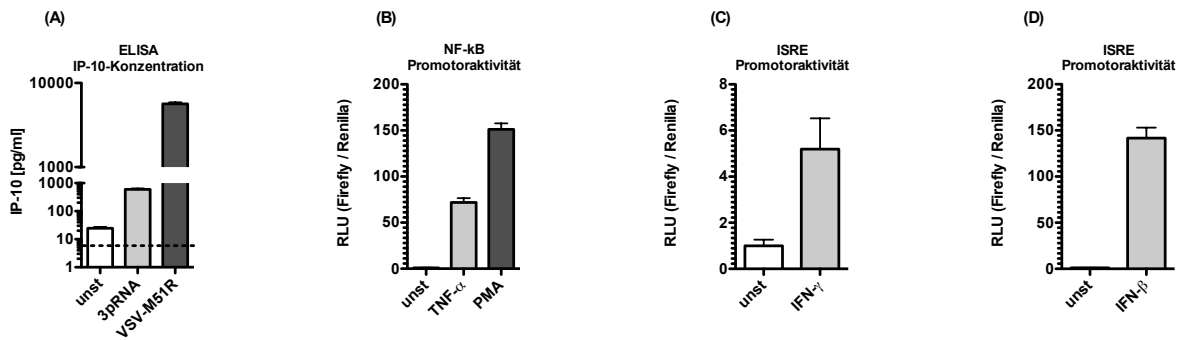 (A)
ELISA
IP-10-Konzentration
IP-10 [pg/ml]
10000
1000
1000
100
10
1
unst
3pRNA
VSV-M51R
(B)
NF-kB
Promotoraktivität
RLU (Firefly / Renilla)
200
150
100
50
0
unst
TNF-α
PMA
(C)
ISRE
Promotoraktivität
RLU (Firefly / Renilla)
8
6
4
2
0
unst
IFN-γ
(D)
ISRE
Promotoraktivität
RLU (Firefly / Renilla)
200
150
100
50
0
unst
IFN-β